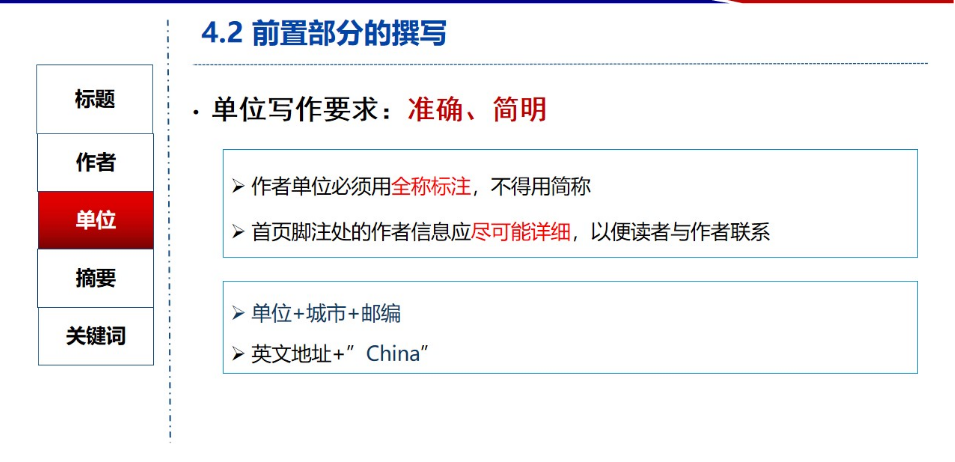 4.2 前置部分的撰写
标题
作者
单位
摘要
关键词
· 单位写作要求：准确、简明
➢ 作者单位必须用全称标注，不得用简称
➢ 首页脚注处的作者信息应尽可能详细，以便读者与作者联系
➢ 单位+城市+邮编
➢ 英文地址+”China”